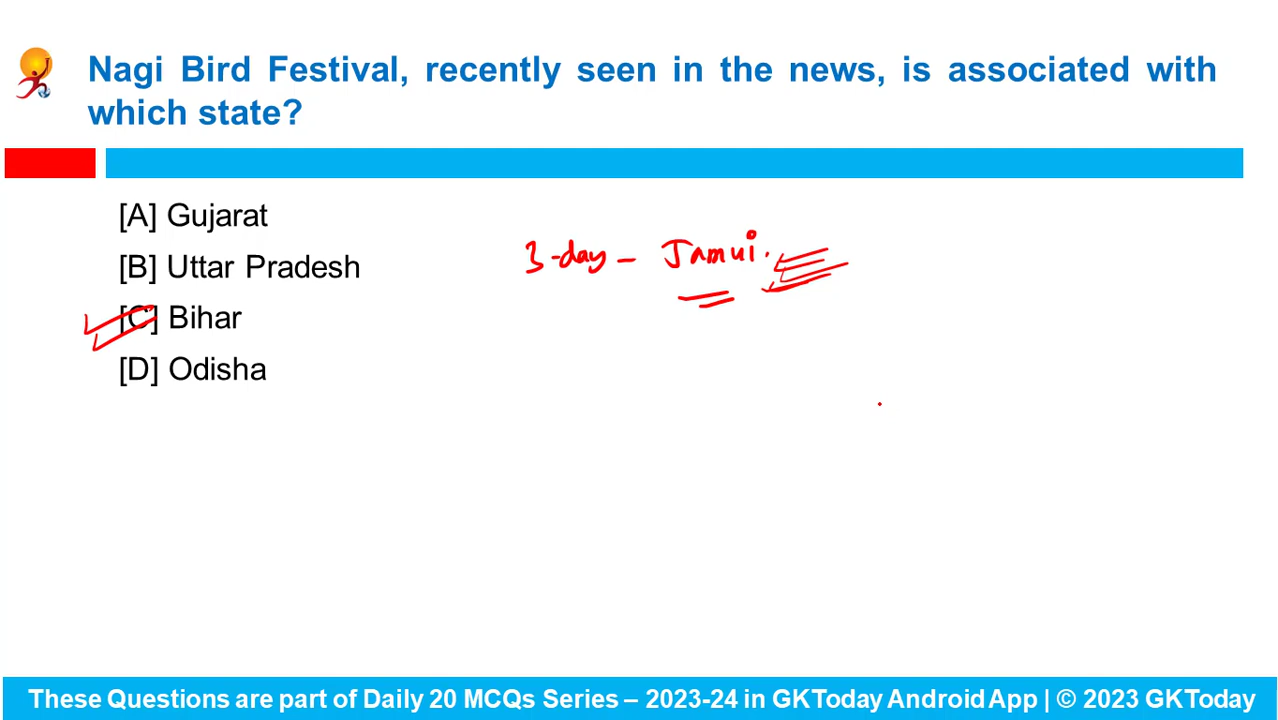 Nagi Bird Festival, recently seen in the news, is associated with
which state?
[A] Gujarat
[B] Uttar Pradesh
[C] Bihar
[D] Odisha
3-day - Jamui.
These Questions are part of Daily 20 MCQs Series – 2023-24 in GKToday Android App | © 2023 GKToday